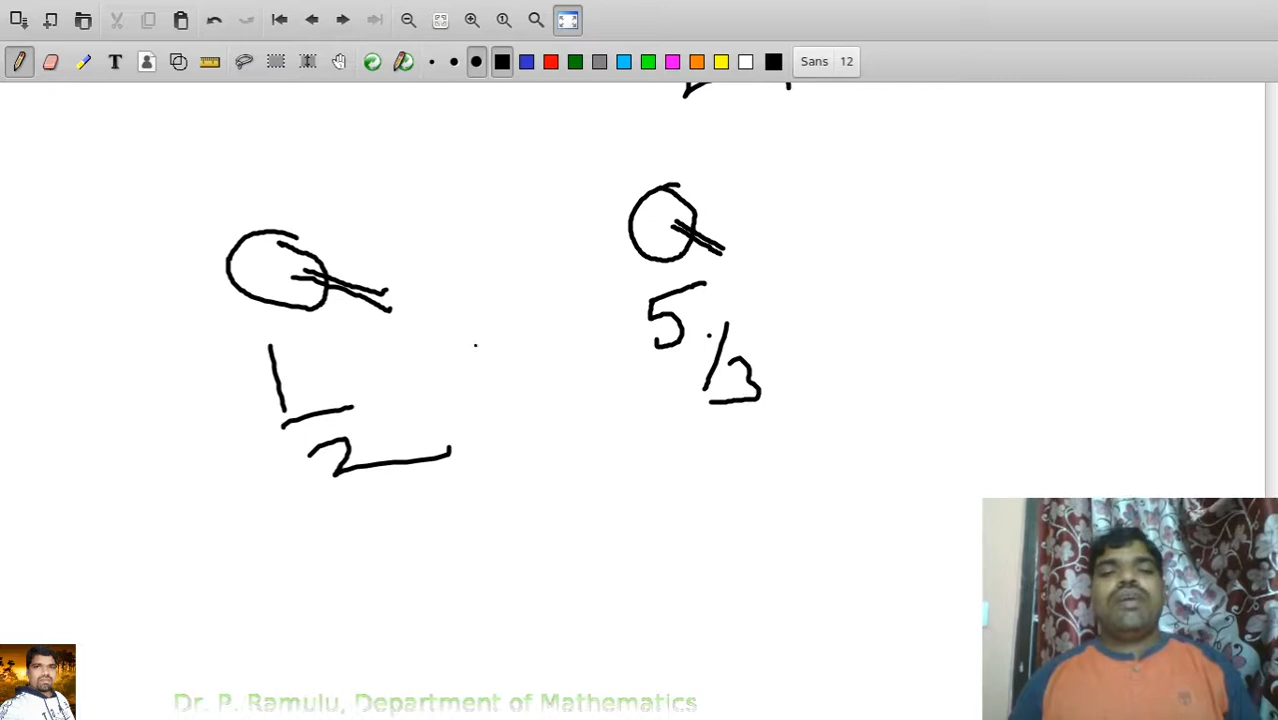 Sans 12
Q Q
1/2 5/3
Dr. P. Ramulu, Department of Mathematics